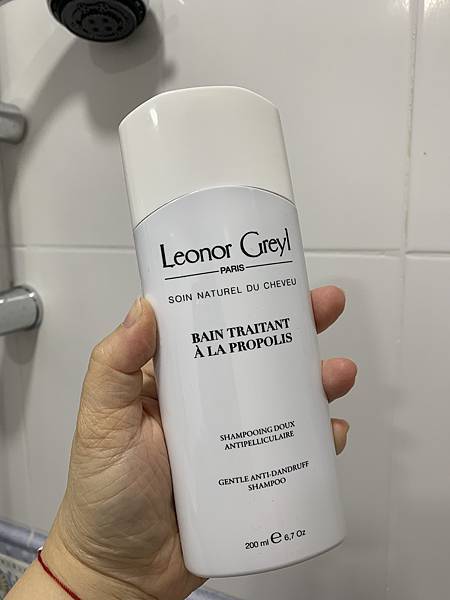 Leonor Greyl
PARIS
SOIN NATUREL DU CHEVEU
BAIN TRAITANT
À LA PROPOLIS
SHAMPOOING DOUX
ANTIPELLICULAIRE
GENTLE ANTI-DANDRUFF
SHAMPOO
200 ml ℮ 6,7 Oz